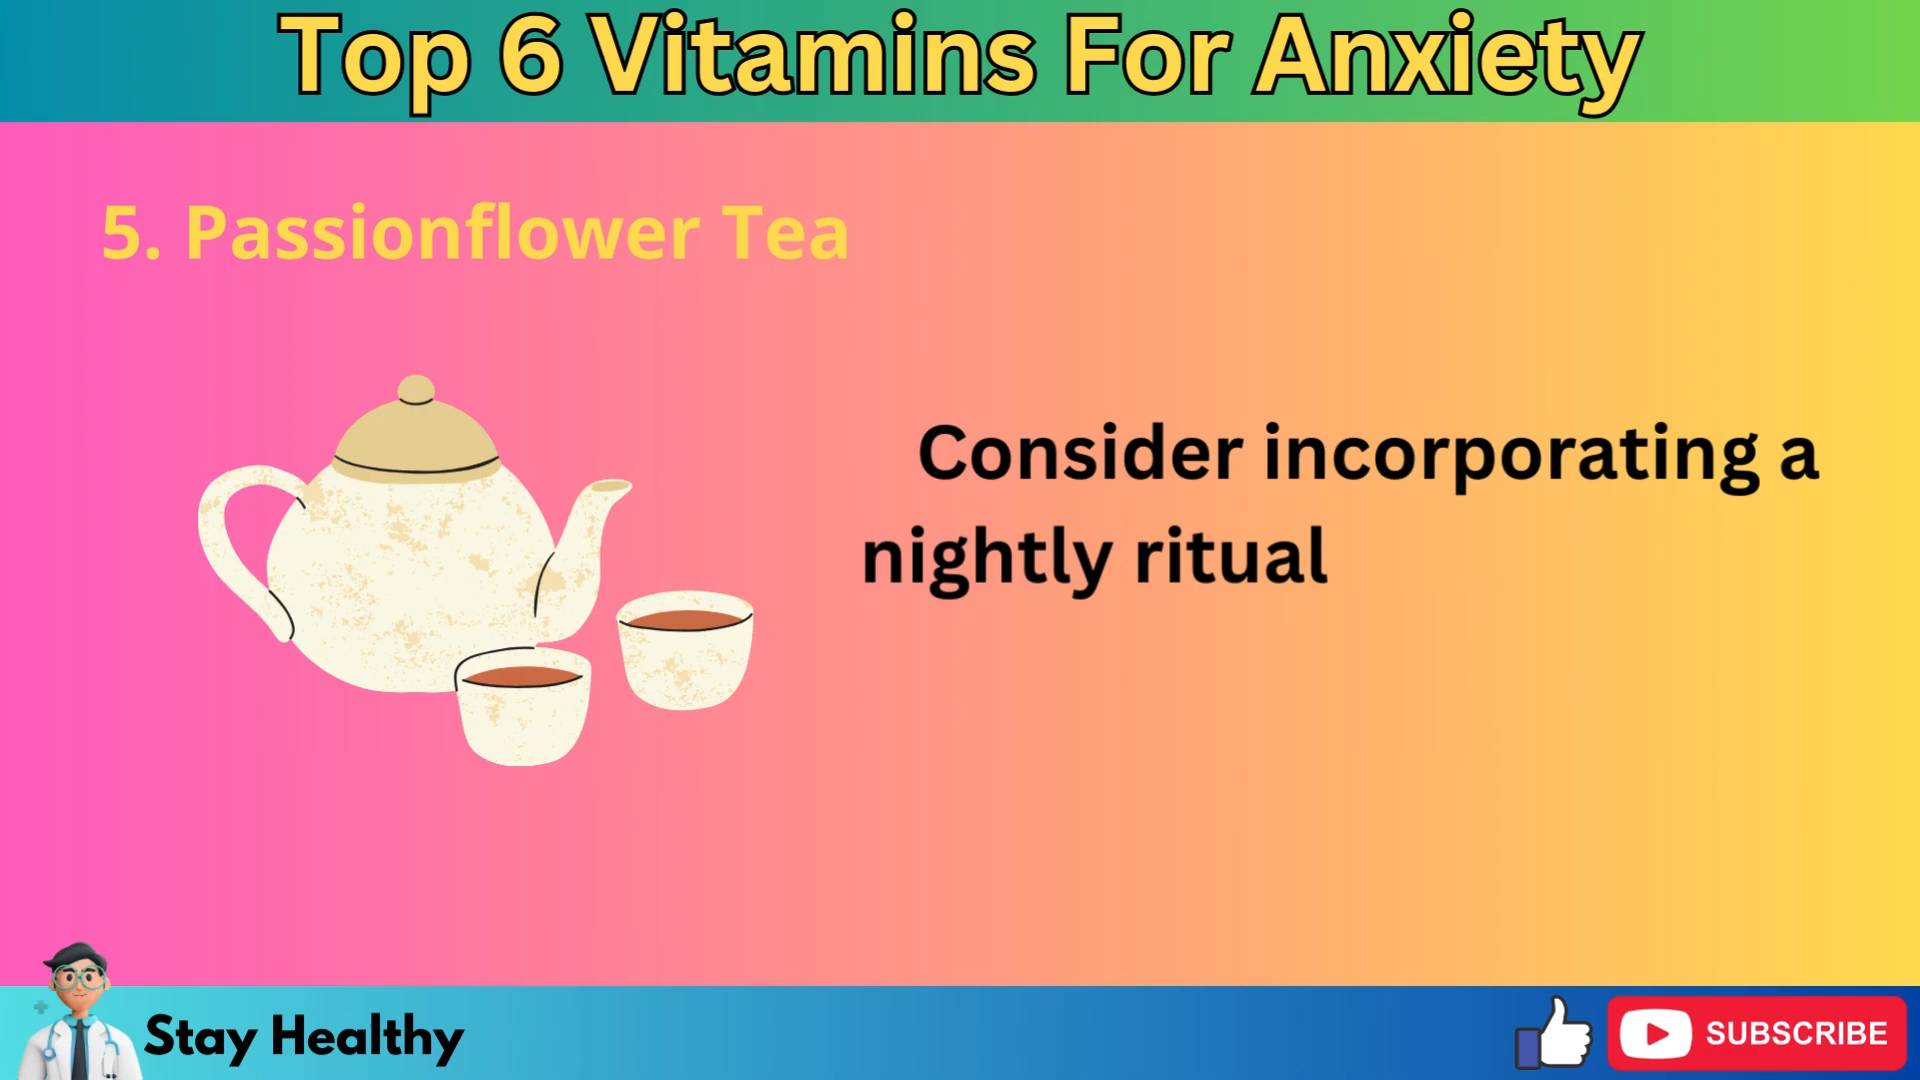 Top 6 Vitamins For Anxiety
5. Passionflower Tea
Consider incorporating a
nightly ritual
Stay Healthy
SUBSCRIBE